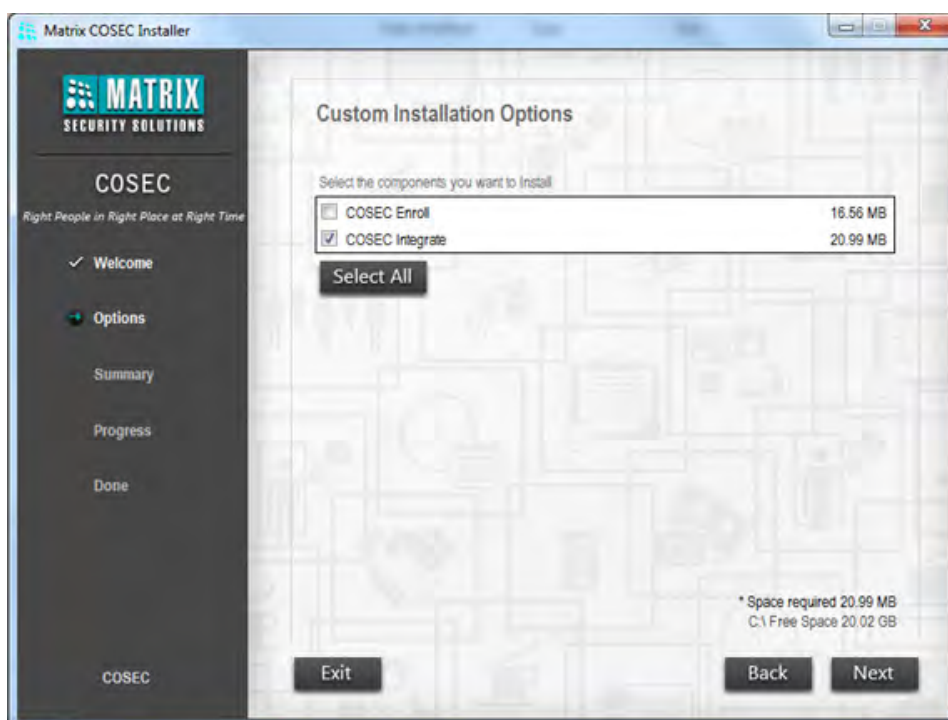 Matrix COSEC Installer
MATRIX
SECURITY SOLUTIONS
COSEC
Right People in Right Place at Right Time
Welcome
Options
Summary
Progress
Done
COSEC
Custom Installation Options
Select the components you want to Install
COSEC Enroll 16.56 MB
COSEC Integrate 20.99 MB
Select All
* Space required 20.99 MB
C:\ Free Space 20.02 GB
Exit
Back
Next